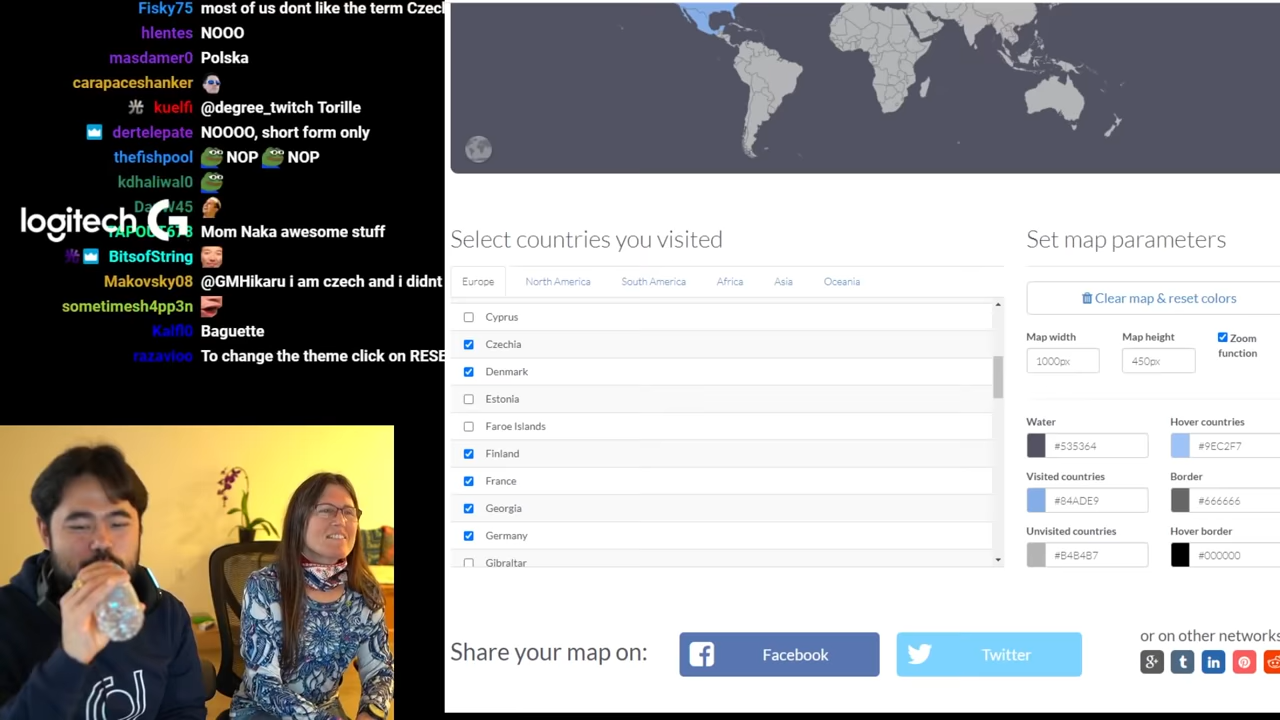 Fisky75 most of us dont like the term Czecl
hlentes NOOO
masdamer0 Polska
carapaceshanker
kuelfi @degree_twitch Torille
dertelepate NOOOO, short form only
thefishpool NOP NOP
kdhaliwal0
logitech G
Mom Naka awesome stuff
BitsofString
Makovsky08 @GMHikaru i am czech and i didnt
sometimesh4pp3n
Kalfl0 Baguette
razavioo To change the theme click on RESE
Select countries you visited
Europe North America South America Africa Asia Oceania
Cyprus
Czechia
Denmark
Estonia
Faroe Islands
Finland
France
Georgia
Germany
Gibraltar
Set map parameters
Clear map & reset colors
Map width Map height Zoom function
1000px 450px
Water Hover countries
#535364 #9EC2F7
Visited countries Border
#84ADE9 #666666
Unvisited countries Hover border
#B4B4B7 #000000
Share your map on: Facebook Twitter
or on other networks